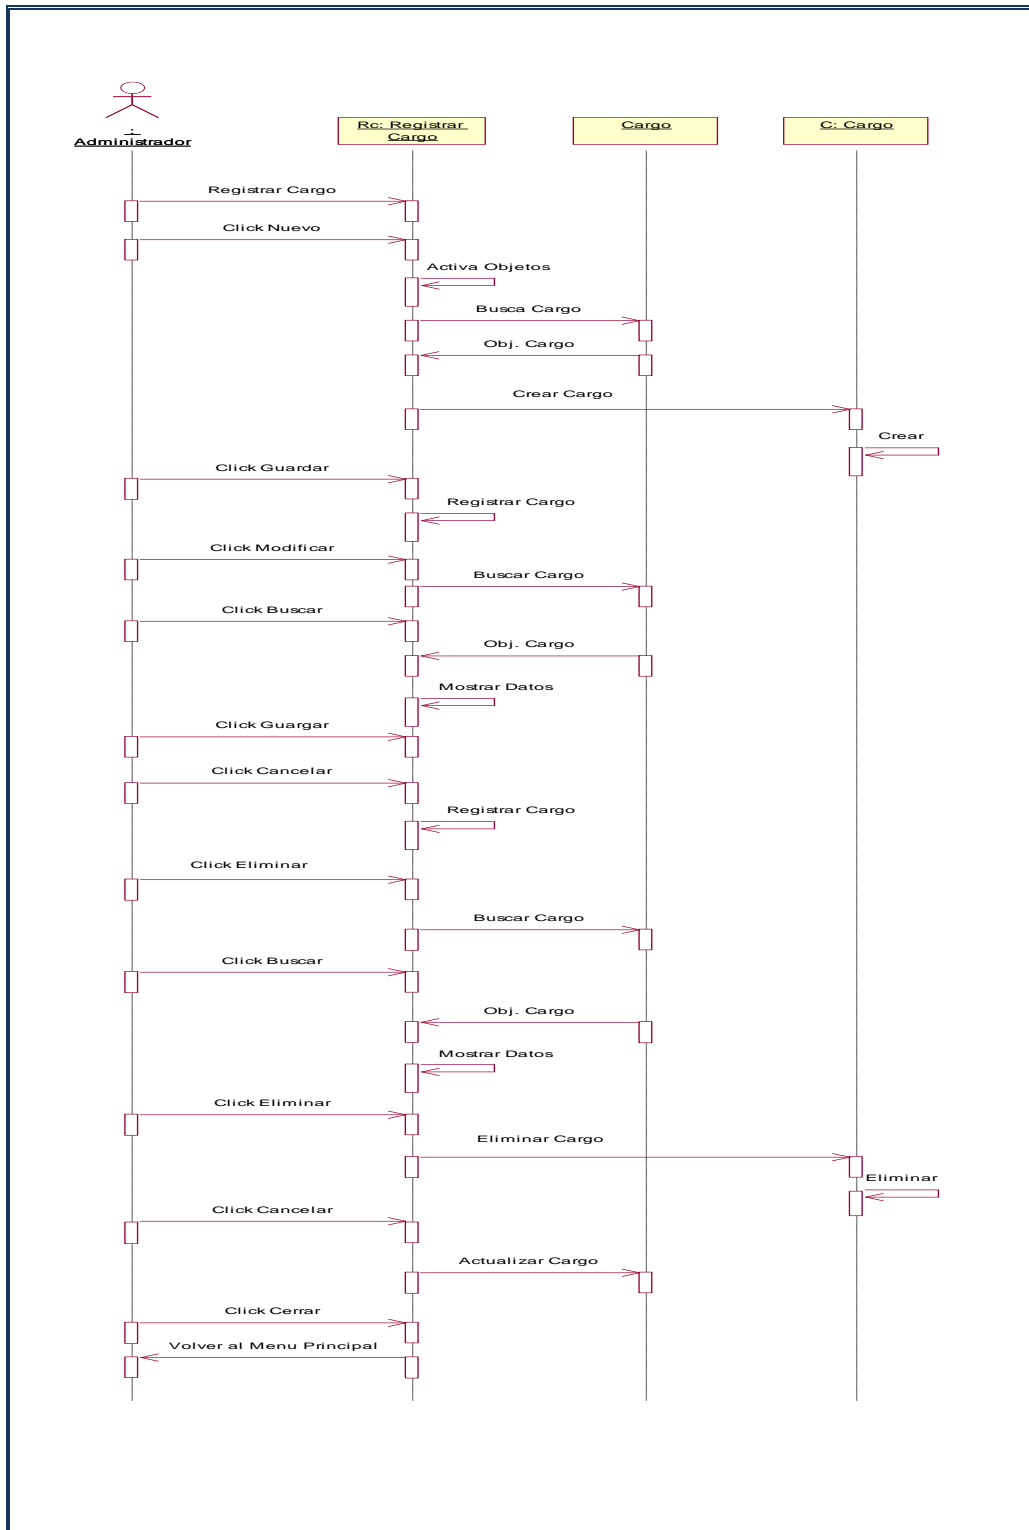 :
Administrador
Rc: Registrar
Cargo
Cargo
C: Cargo
Registrar Cargo
Click Nuevo
Activa Objetos
Busca Cargo
Obj. Cargo
Crear Cargo
Crear
Click Guardar
Registrar Cargo
Click Modificar
Buscar Cargo
Click Buscar
Obj. Cargo
Mostrar Datos
Click Guargar
Click Cancelar
Registrar Cargo
Click Eliminar
Buscar Cargo
Click Buscar
Obj. Cargo
Mostrar Datos
Click Eliminar
Eliminar Cargo
Eliminar
Click Cancelar
Actualizar Cargo
Click Cerrar
Volver al Menu Principal